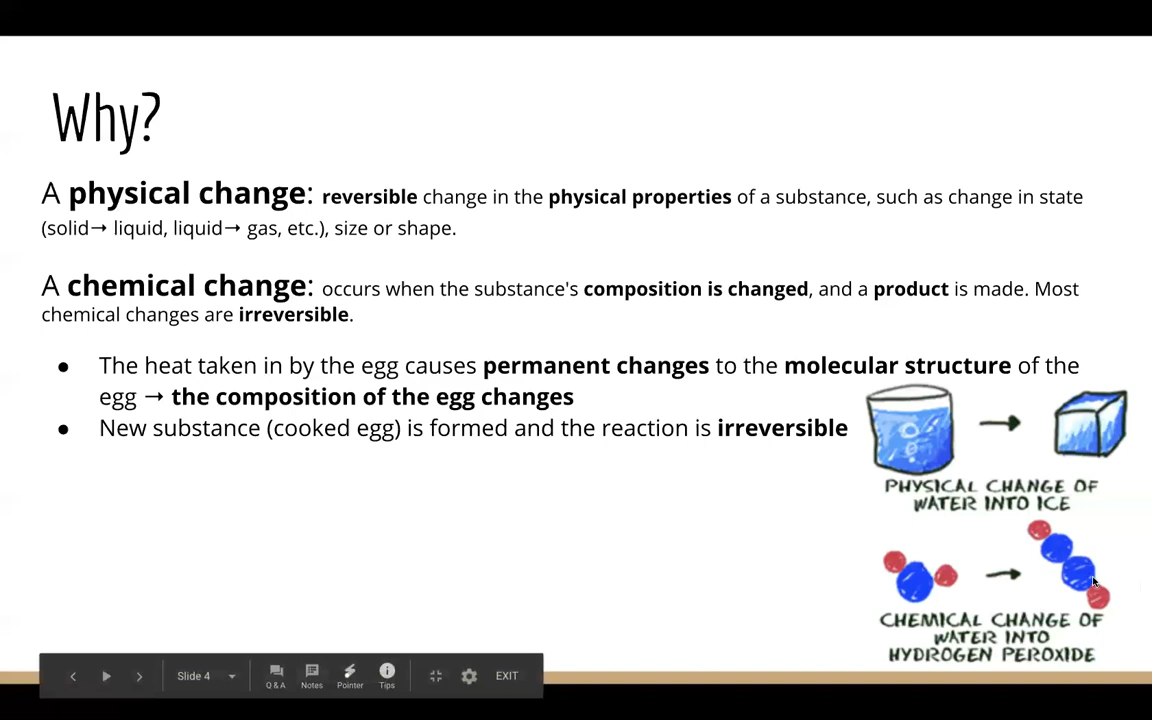 Why?
A physical change: reversible change in the physical properties of a substance, such as change in state
(solid→ liquid, liquid→ gas, etc.), size or shape.
A chemical change: occurs when the substance's composition is changed, and a product is made. Most
chemical changes are irreversible.
● The heat taken in by the egg causes permanent changes to the molecular structure of the
egg → the composition of the egg changes
● New substance (cooked egg) is formed and the reaction is irreversible
PHYSICAL CHANGE OF
WATER INTO ICE
CHEMICAL CHANGE OF
WATER INTO
HYDROGEN PEROXIDE
Slide 4
Q & A
Notes
Pointer
Tips
EXIT